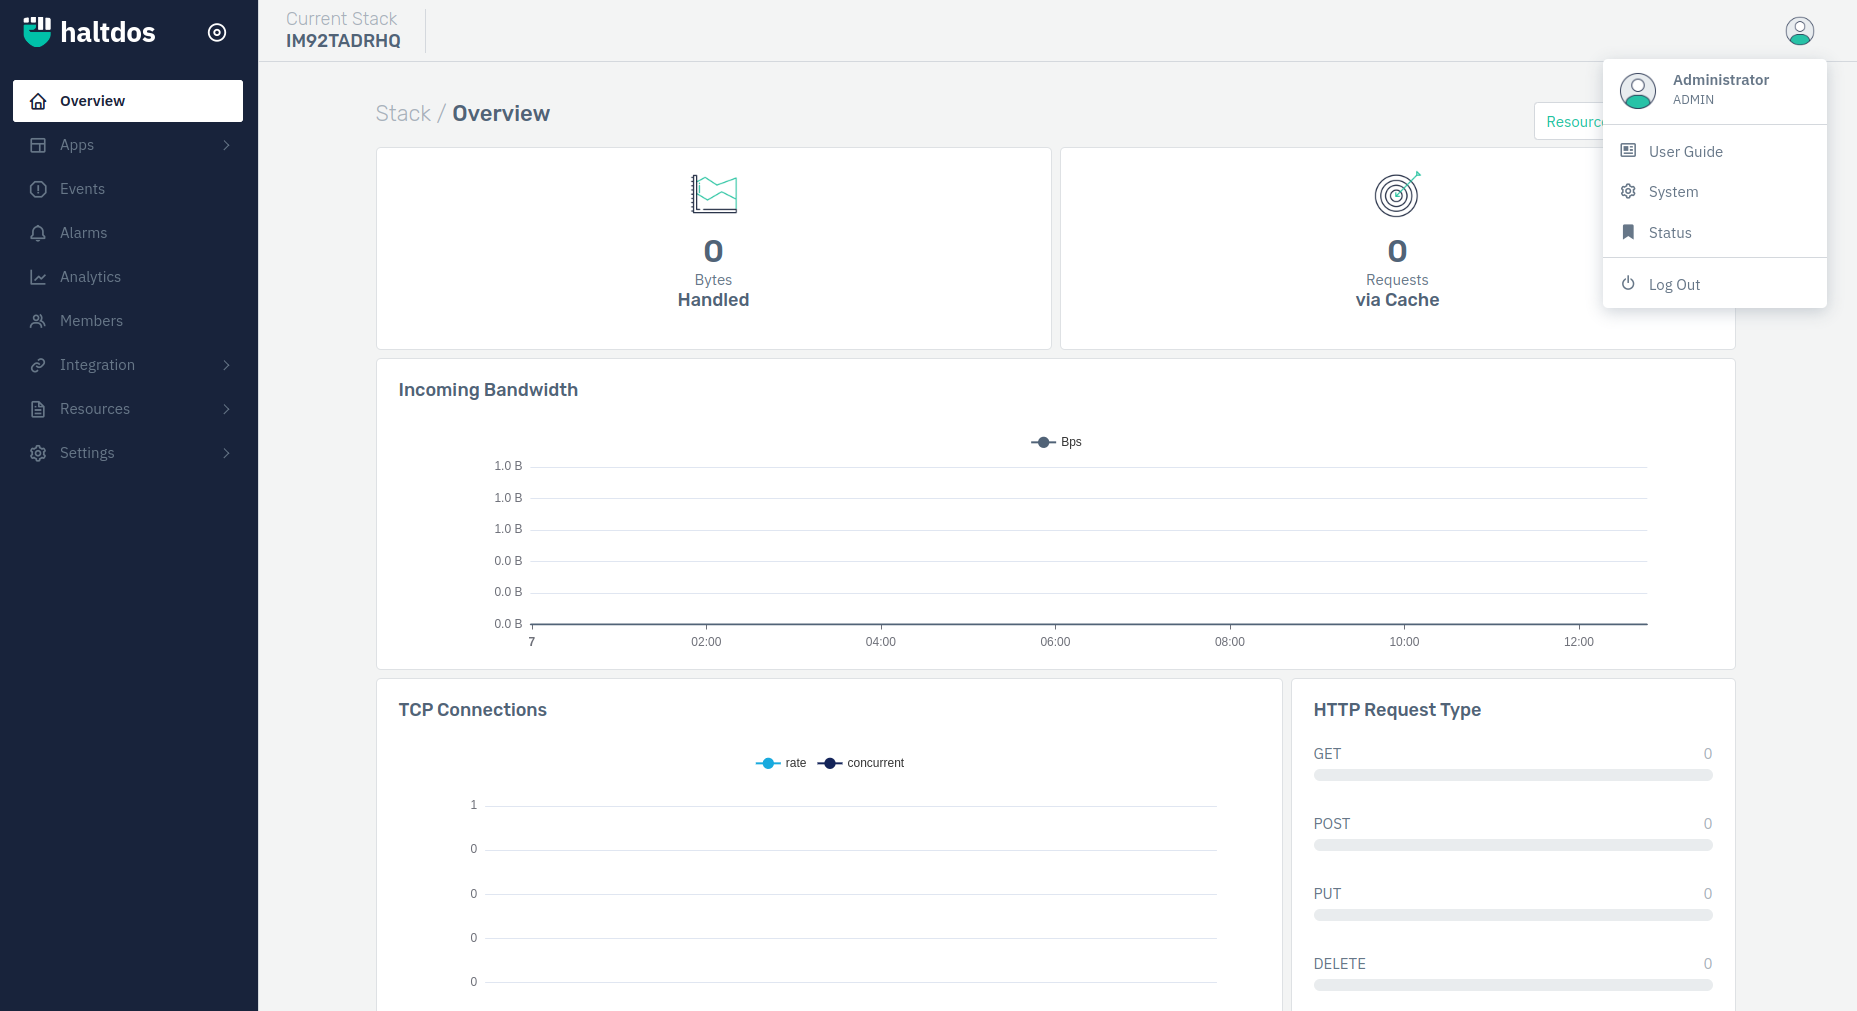 haltdos
Current Stack
IM92TADRHQ
Overview
Apps
Events
Alarms
Analytics
Members
Integration
Resources
Settings
Administrator
ADMIN
User Guide
System
Status
Log Out
Stack / Overview
0
Bytes
Handled
0
Requests
via Cache
Incoming Bandwidth
Bps
1.0 B
1.0 B
1.0 B
0.0 B
0.0 B
0.0 B
7 02:00 04:00 06:00 08:00 10:00 12:00
TCP Connections
rate concurrent
1
0
0
0
0
HTTP Request Type
GET 0
POST 0
PUT 0
DELETE 0